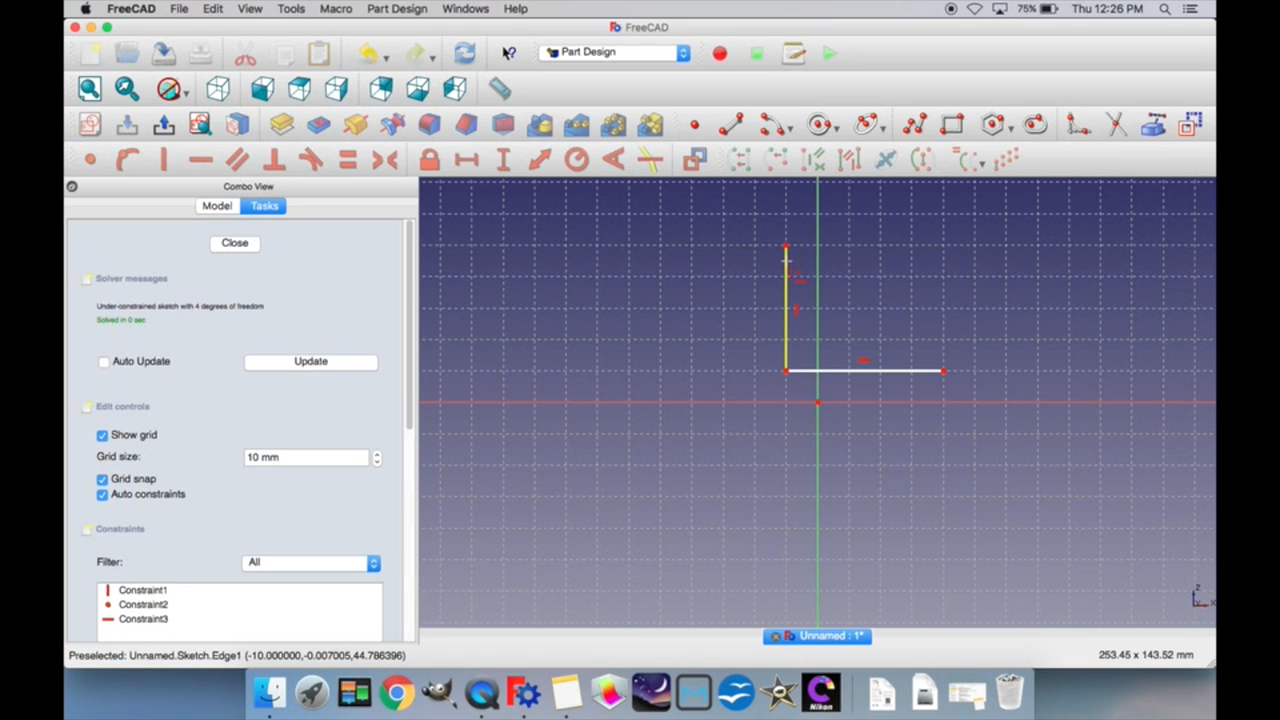 FreeCAD File Edit View Tools Macro Part Design Windows Help 75% Thu 12:26 PM
FreeCAD
Part Design
Combo View
Model Tasks
Close
Solver messages
Under-constrained sketch with 4 degrees of freedom
Solved in 0 sec
Auto Update Update
Edit controls
Show grid
Grid size: 10 mm
Grid snap
Auto constraints
Constraints
Filter: All
Constraint1
Constraint2
Constraint3
Z
X
Unnamed : 1*
Preselected: Unnamed.Sketch.Edge1 (-10.000000,-0.007005,44.786396) 253.45 x 143.52 mm
Nikon